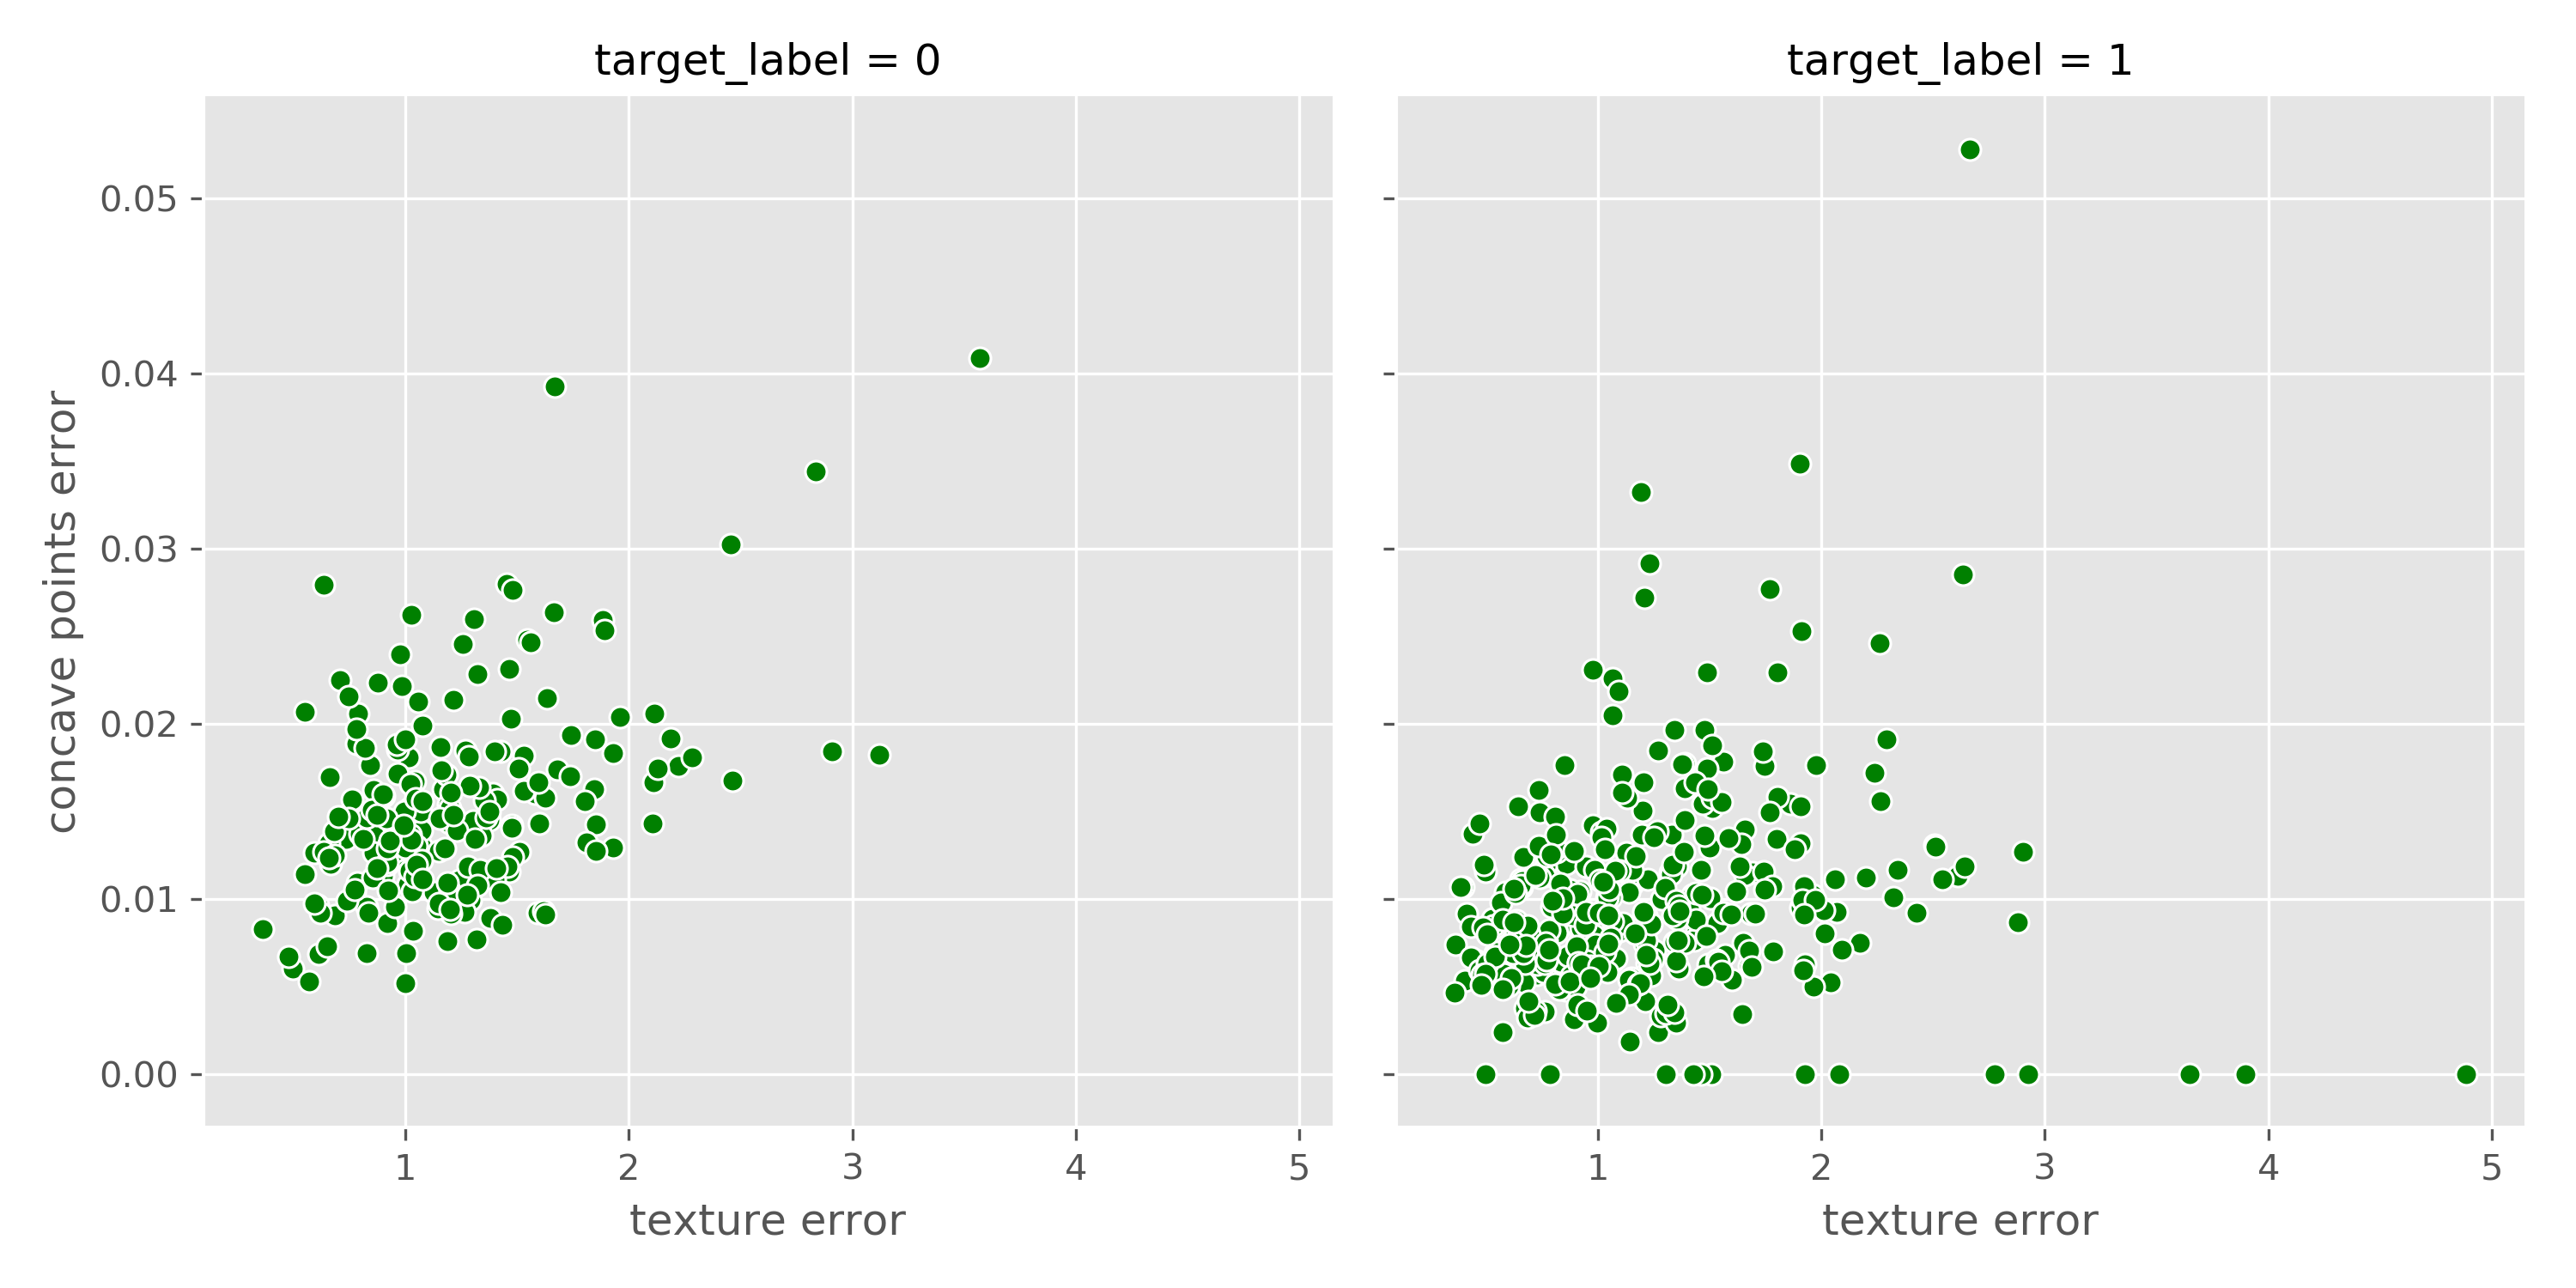 target_label = 0
target_label = 1
concave points error
0.05
0.04
0.03
0.02
0.01
0.00
1 2 3 4 5
1 2 3 4 5
texture error
texture error